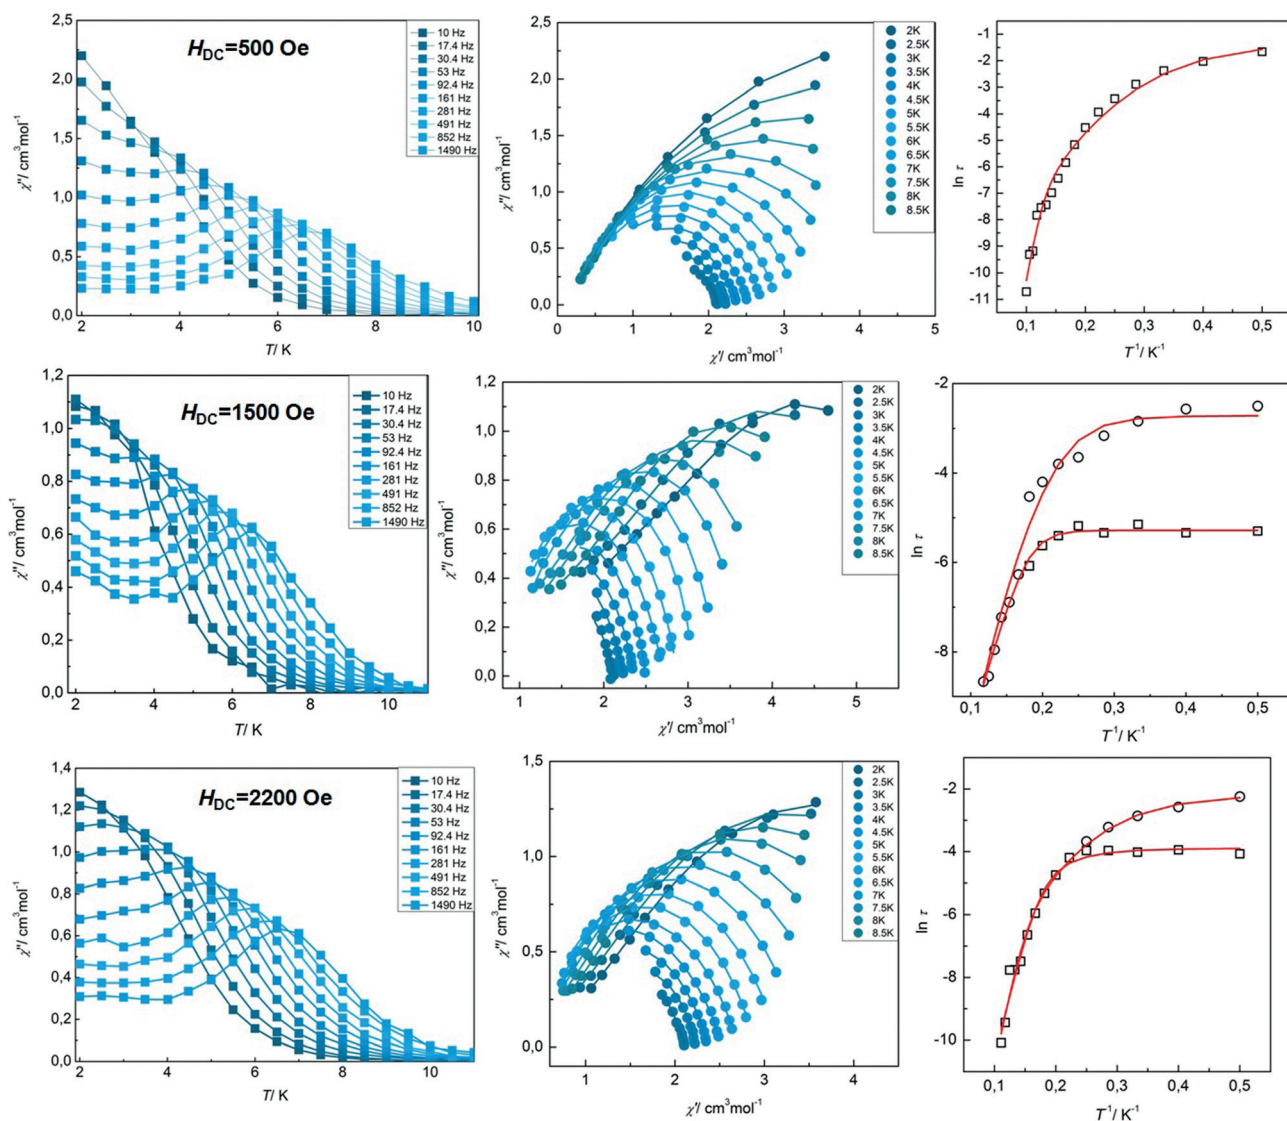 H_DC=500 Oe
2,5
2,0
1,5
1,0
0,5
0,0
χ''/ cm³mol⁻¹
2
4
6
8
10
T/ K
10 Hz
17.4 Hz
30.4 Hz
53 Hz
92.4 Hz
161 Hz
281 Hz
491 Hz
852 Hz
1490 Hz
2.5
2.0
1.5
1.0
0.5
0.0
χ''/ cm³mol⁻¹
0
1
2
3
4
5
χ'/ cm³mol⁻¹
2K
2.5K
3K
3.5K
4K
4.5K
5K
5.5K
6K
6.5K
7K
7.5K
8K
8.5K
-1
-2
-3
-4
-5
-6
-7
-8
-9
-10
-11
ln τ
0,1
0,2
0,3
0,4
0,5
T⁻¹/ K⁻¹
H_DC=1500 Oe
1,2
1,0
0,8
0,6
0,4
0,2
0,0
χ''/ cm³mol⁻¹
2
4
6
8
10
T/ K
10 Hz
17.4 Hz
30.4 Hz
53 Hz
92.4 Hz
161 Hz
281 Hz
491 Hz
852 Hz
1490 Hz
1,2
1,0
0,8
0,6
0,4
0,2
0,0
χ''/ cm³mol⁻¹
1
2
3
4
5
χ'/ cm³mol⁻¹
2K
2.5K
3K
3.5K
4K
4.5K
5K
5.5K
6K
6.5K
7K
7.5K
8K
8.5K
-2
-4
-6
-8
ln τ
0,1
0,2
0,3
0,4
0,5
T⁻¹/ K⁻¹
H_DC=2200 Oe
1,4
1,2
1,0
0,8
0,6
0,4
0,2
0,0
χ''/ cm³mol⁻¹
2
4
6
8
10
T/ K
10 Hz
17.4 Hz
30.4 Hz
53 Hz
92.4 Hz
161 Hz
281 Hz
491 Hz
852 Hz
1490 Hz
1,5
1,0
0,5
0,0
χ''/ cm³mol⁻¹
1
2
3
4
χ'/ cm³mol⁻¹
2K
2.5K
3K
3.5K
4K
4.5K
5K
5.5K
6K
6.5K
7K
7.5K
8K
8.5K
-2
-4
-6
-8
-10
ln τ
0,1
0,2
0,3
0,4
0,5
T⁻¹/ K⁻¹